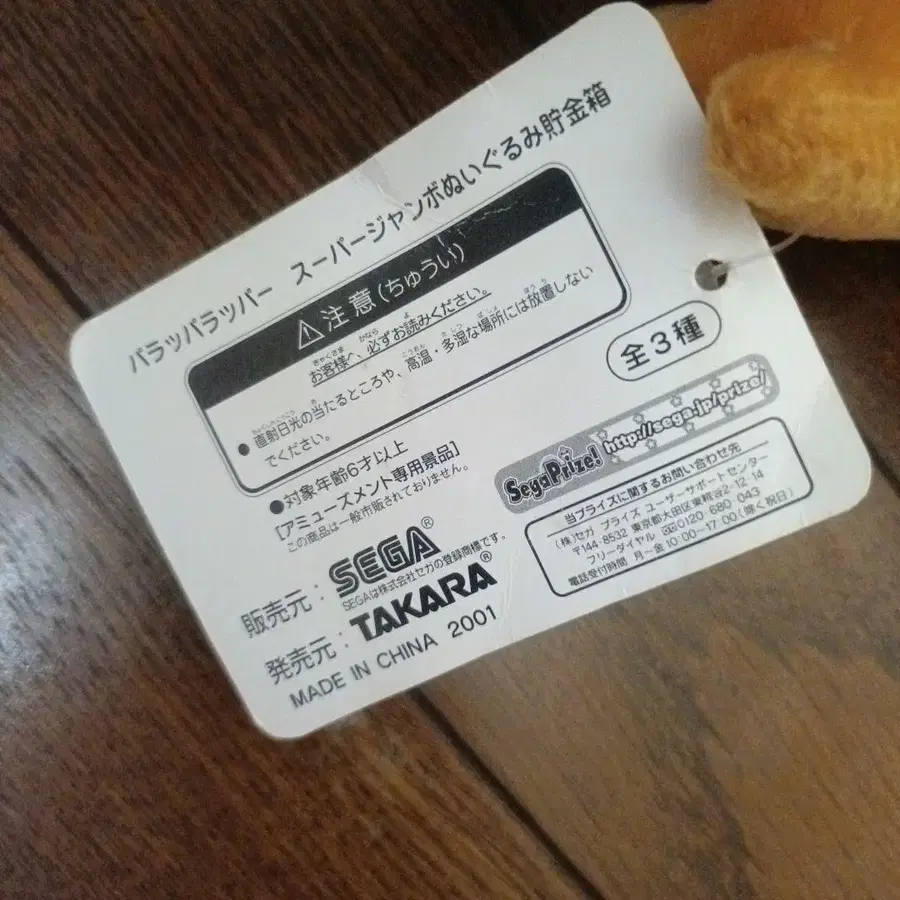 パラッパラッパー スーパージャンボぬいぐるみ貯金箱
⚠注意(ちゅうい)
お客様へ、必ずお読みください。
●直射日光の当たるところや、高温・多湿な場所には放置しない
でください。
●対象年齢6才以上
[アミューズメント専用景品]
この商品は一般市販されておりません。
販売元:SEGA®
SEGAは株式会社セガの登録商標です。
発売元:TAKARA®
MADE IN CHINA 2001
全3種
SegaPrize! http://sega.jp/prize/
当プライズに関するお問い合わせ先
(株)セガ プライズ ユーザーサポートセンター
〒144-8532 東京都大田区東糀谷2-12-14
フリーダイヤル 0120-680-043
電話受付時間 月〜金 10:00-17:00(除く祝日)